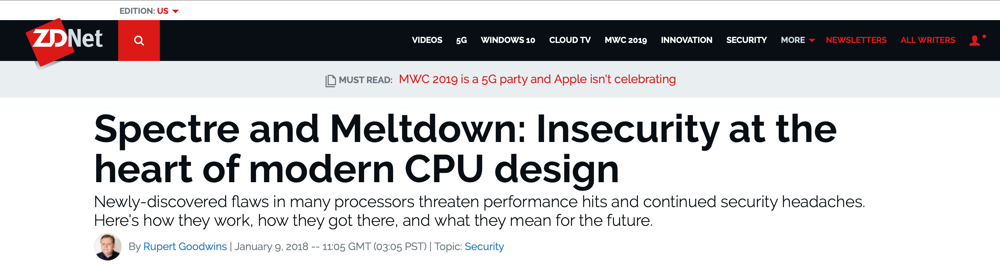 EDITION: US
ZDNet
VIDEOS 5G WINDOWS 10 CLOUD TV MWC 2019 INNOVATION SECURITY MORE NEWSLETTERS ALL WRITERS
MUST READ: MWC 2019 is a 5G party and Apple isn't celebrating
Spectre and Meltdown: Insecurity at the
heart of modern CPU design
Newly-discovered flaws in many processors threaten performance hits and continued security headaches.
Here's how they work, how they got there, and what they mean for the future.
By Rupert Goodwins | January 9, 2018 -- 11:05 GMT (03:05 PST) | Topic: Security